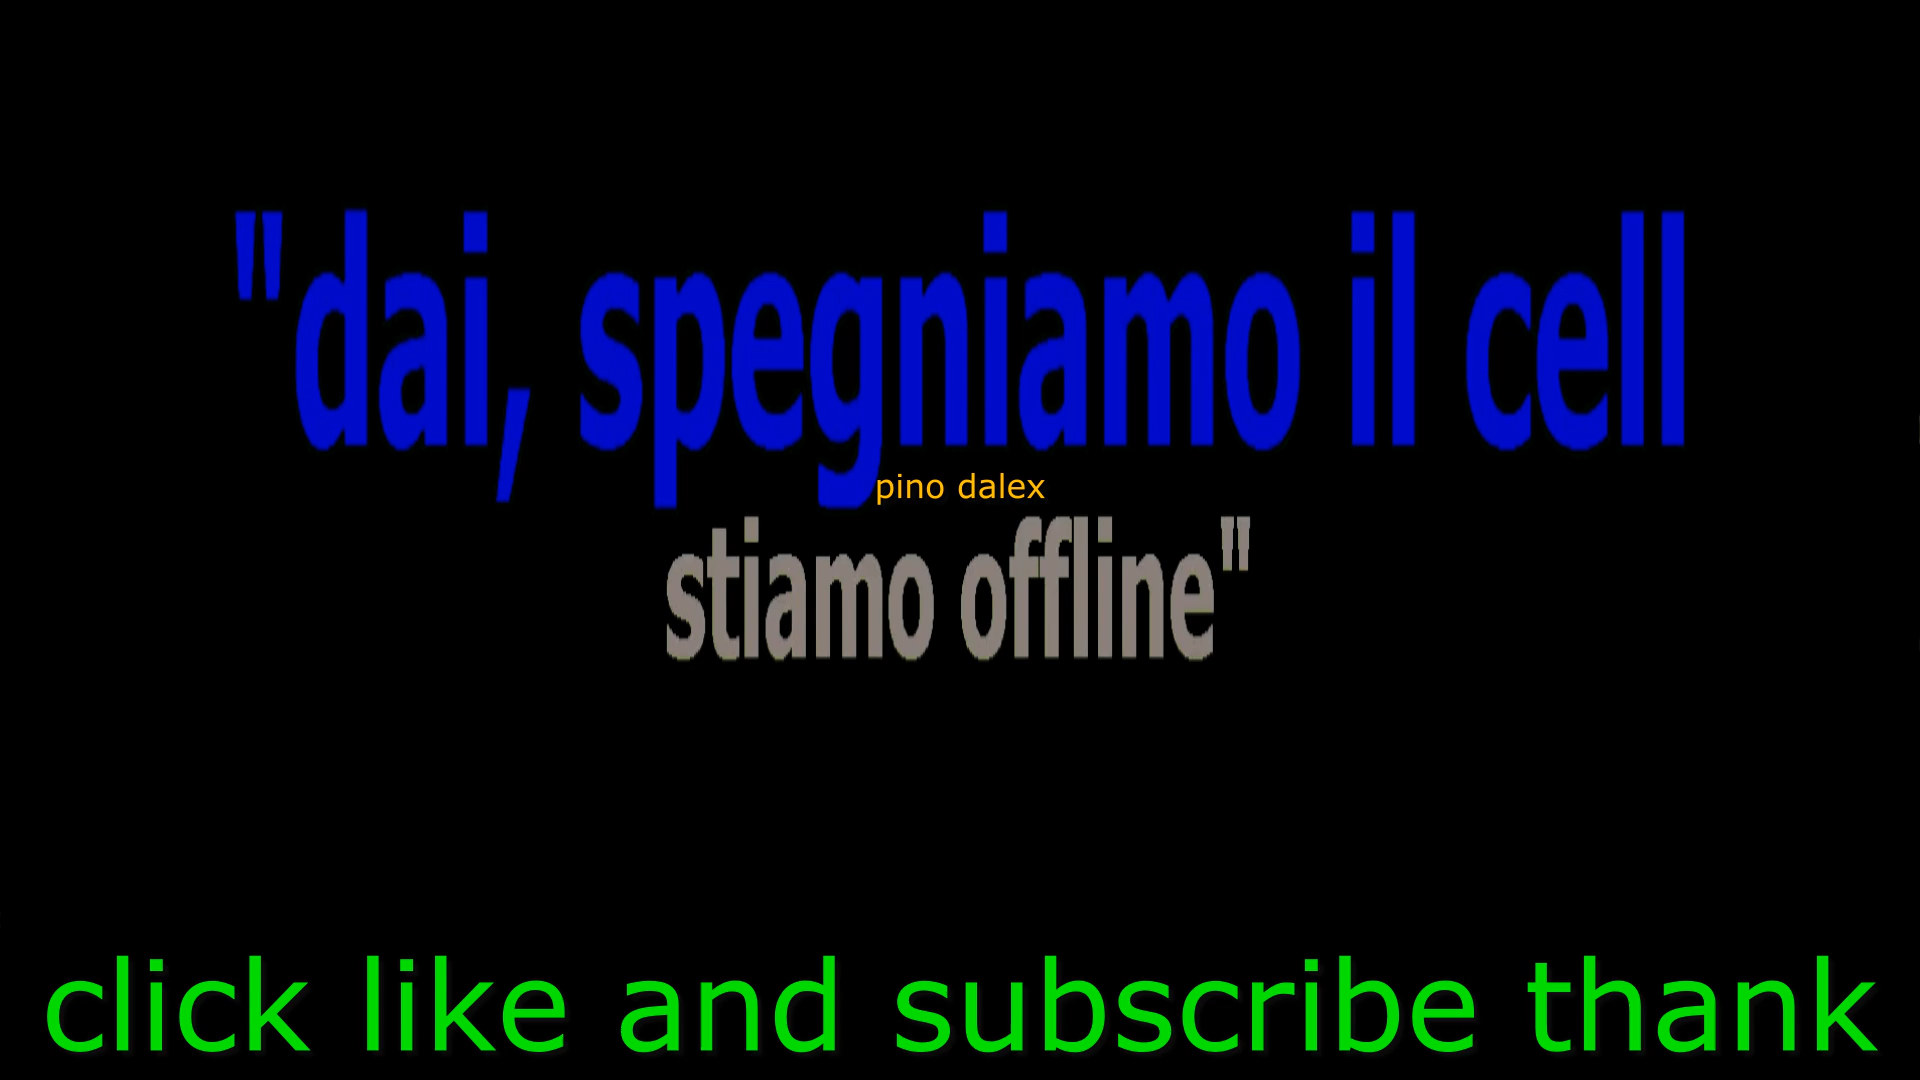 "dai, spegniamo il cell
pino dalex
stiamo offline"
click like and subscribe thank